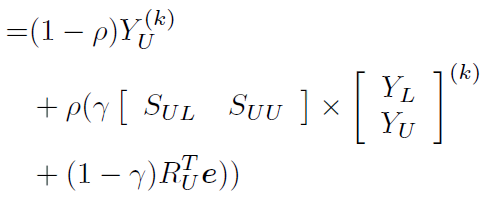 =(1 − ρ)Y_U^{(k)}
+ ρ(γ [ S_{UL} S_{UU} ] × [ Y_L Y_U ]^{(k)}
+ (1 − γ)R_U^T e))